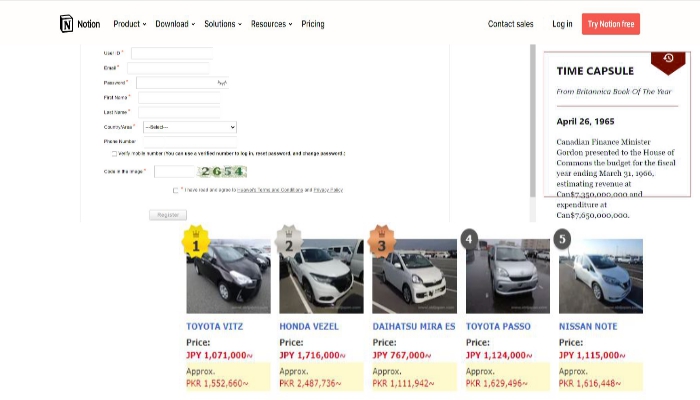 Notion Product Download Solutions Resources Pricing Contact sales Log in Try Notion free
User ID *
Email *
Password *
First Name *
Last Name *
Country/Area * --Select--
Phone Number
Verify mobile number (You can use a verified number to log in, reset password, and change password)
Code in the image * 2654
* I have read and agree to Huawei's Terms and Conditions and Privacy Policy
Register
TIME CAPSULE
From Britannica Book Of The Year
April 26, 1965
Canadian Finance Minister
Gordon presented to the House of
Commons the budget for the fiscal
year ending March 31, 1966,
estimating revenue at
Can$7,350,000,000 and
expenditure at
Can$7,650,000,000.
1 2 3 4 5
TOYOTA VITZ HONDA VEZEL DAIHATSU MIRA ES TOYOTA PASSO NISSAN NOTE
Price: Price: Price: Price: Price:
JPY 1,071,000~ JPY 1,716,000~ JPY 767,000~ JPY 1,124,000~ JPY 1,115,000~
Approx. Approx. Approx. Approx. Approx.
PKR 1,552,660~ PKR 2,487,736~ PKR 1,111,942~ PKR 1,629,496~ PKR 1,616,448~